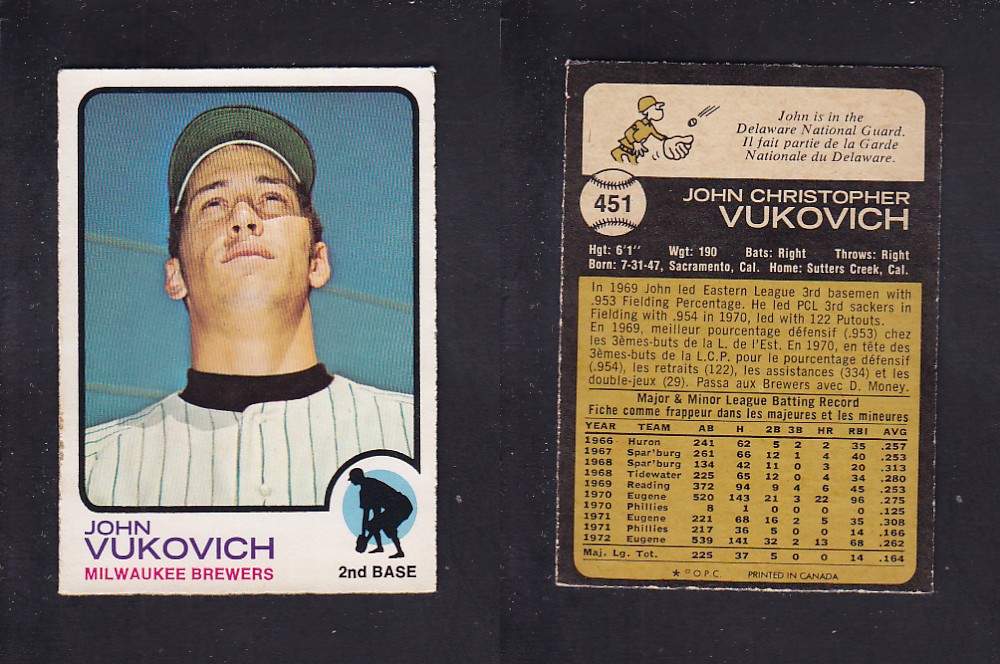 JOHN
VUKOVICH
MILWAUKEE BREWERS
2nd BASE
John is in the
Delaware National Guard.
Il fait partie de la Garde
Nationale du Delaware.
451
JOHN CHRISTOPHER
VUKOVICH
Hgt: 6'1" Wgt: 190 Bats: Right Throws: Right
Born: 7-31-47, Sacramento, Cal. Home: Sutters Creek, Cal.
In 1969 John led Eastern League 3rd basemen with
.953 Fielding Percentage. He led PCL 3rd sackers in
Fielding with .954 in 1970, led with 122 Putouts.
En 1969, meilleur pourcentage défensif (.953) chez
les 3èmes-buts de la L. de l'Est. En 1970, en tête des
3èmes-buts de la L.C.P. pour le pourcentage défensif
(.954), les retraits (122), les assistances (334) et les
double-jeux (29). Passa aux Brewers avec D. Money.
Major & Minor League Batting Record
Fiche comme frappeur dans les majeures et les mineures
YEAR TEAM AB H 2B 3B HR RBI AVG
1966 Huron 241 62 5 2 2 35 .257
1967 Spar'burg 261 66 12 1 4 40 .253
1968 Spar'burg 134 42 11 0 3 20 .313
1968 Tidewater 225 65 12 0 4 34 .280
1969 Reading 372 94 9 4 6 45 .253
1970 Eugene 520 143 21 3 22 96 .275
1970 Phillies 8 1 0 0 0 0 .125
1971 Eugene 221 68 16 2 5 35 .308
1971 Phillies 217 36 5 0 0 14 .166
1972 Eugene 539 141 32 2 13 68 .262
Maj. Lg. Tot. 225 37 5 0 0 14 .164
* © O.P.C. PRINTED IN CANADA